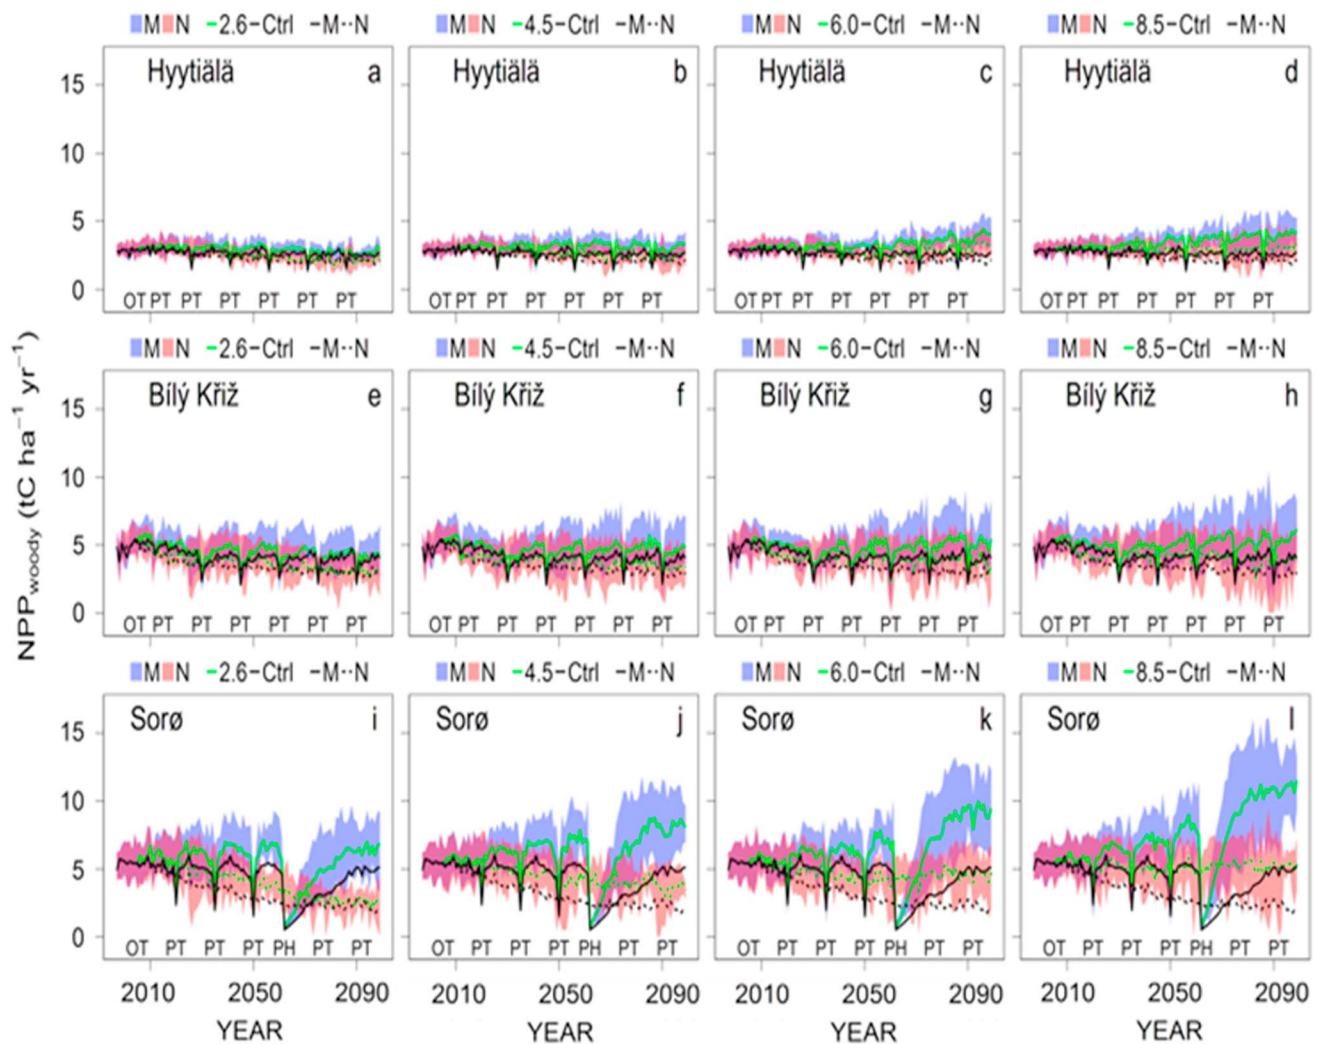 M N 2.6 Ctrl M N M N 4.5 Ctrl M N M N 6.0 Ctrl M N M N 8.5 Ctrl M N
Hyytiälä a Hyytiälä b Hyytiälä c Hyytiälä d
15
10
5
0
OT PT PT PT PT PT PT OT PT PT PT PT PT PT OT PT PT PT PT PT PT OT PT PT PT PT PT PT
M N 2.6 Ctrl M N M N 4.5 Ctrl M N M N 6.0 Ctrl M N M N 8.5 Ctrl M N
Bílý Křiž e Bílý Křiž f Bílý Křiž g Bílý Křiž h
15
10
5
0
OT PT PT PT PT PT PT OT PT PT PT PT PT PT OT PT PT PT PT PT PT OT PT PT PT PT PT PT
NPPwoody (tC ha⁻¹ yr⁻¹)
M N 2.6 Ctrl M N M N 4.5 Ctrl M N M N 6.0 Ctrl M N M N 8.5 Ctrl M N
Sorø i Sorø j Sorø k Sorø l
15
10
5
0
OT PT PT PT PH PT PT OT PT PT PT PH PT PT OT PT PT PT PH PT PT OT PT PT PT PH PT PT
2010 2050 2090 2010 2050 2090 2010 2050 2090 2010 2050 2090
YEAR YEAR YEAR YEAR